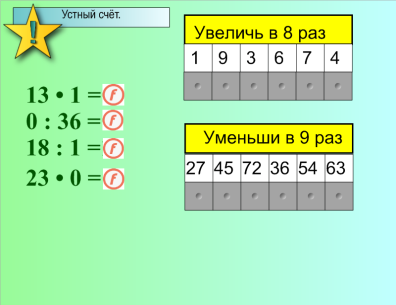 Устный счёт.
!
13 • 1 =
0 : 36 =
18 : 1 =
23 • 0 =
Увеличь в 8 раз
1 9 3 6 7 4
Уменьши в 9 раз
27 45 72 36 54 63